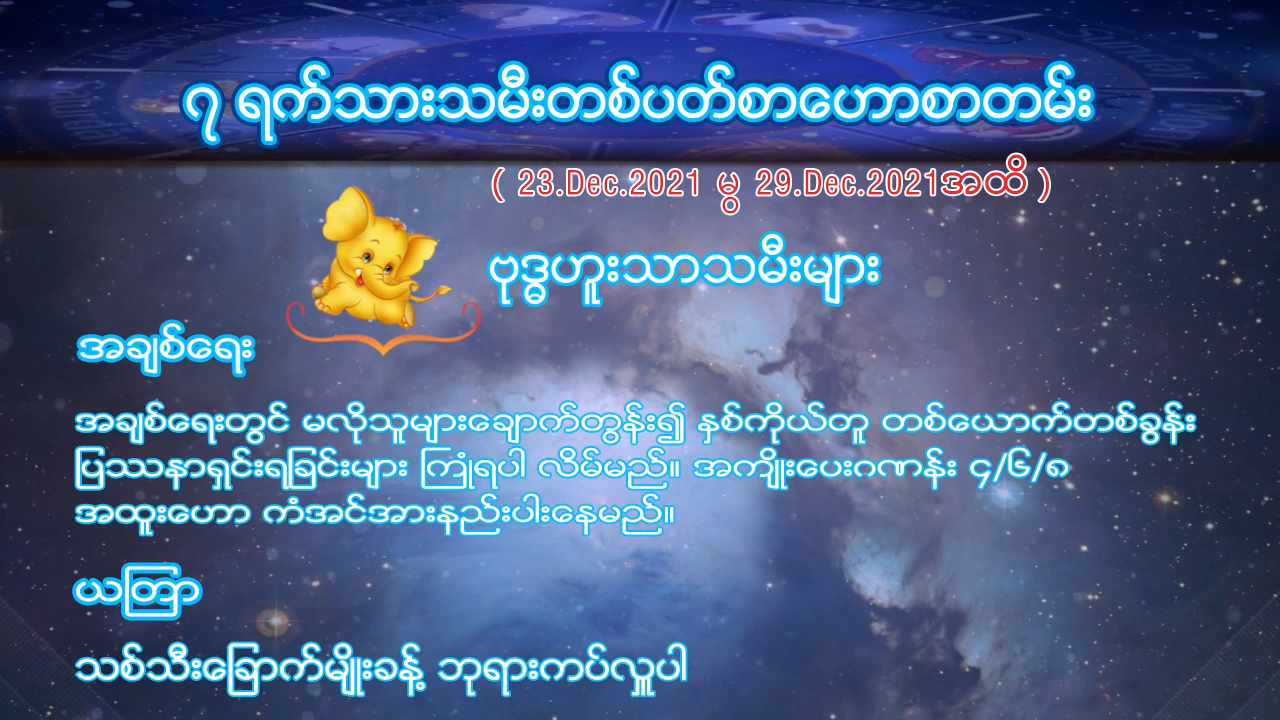 ၇ ရက်သားသမီးတစ်ပတ်စာဟောစာတမ်း
( 23.Dec.2021 မှ 29.Dec.2021အထိ )
ဗုဒ္ဓဟူးသာသမီးများ
အချစ်ရေး
အချစ်ရေးတွင် မလိုသူများချောက်တွန်း၍ နှစ်ကိုယ်တူ တစ်ယောက်တစ်ခွန်း
ပြဿနာရှင်းရခြင်းများ ကြုံရပါ လိမ်မည်။ အကျိုးပေးဂဏန်း ၄/၆/၈
အထူးဟော ကံအင်အားနည်းပါးနေမည်။
ယတြာ
သစ်သီးခြောက်မျိုးခန့် ဘုရားကပ်လှူပါ